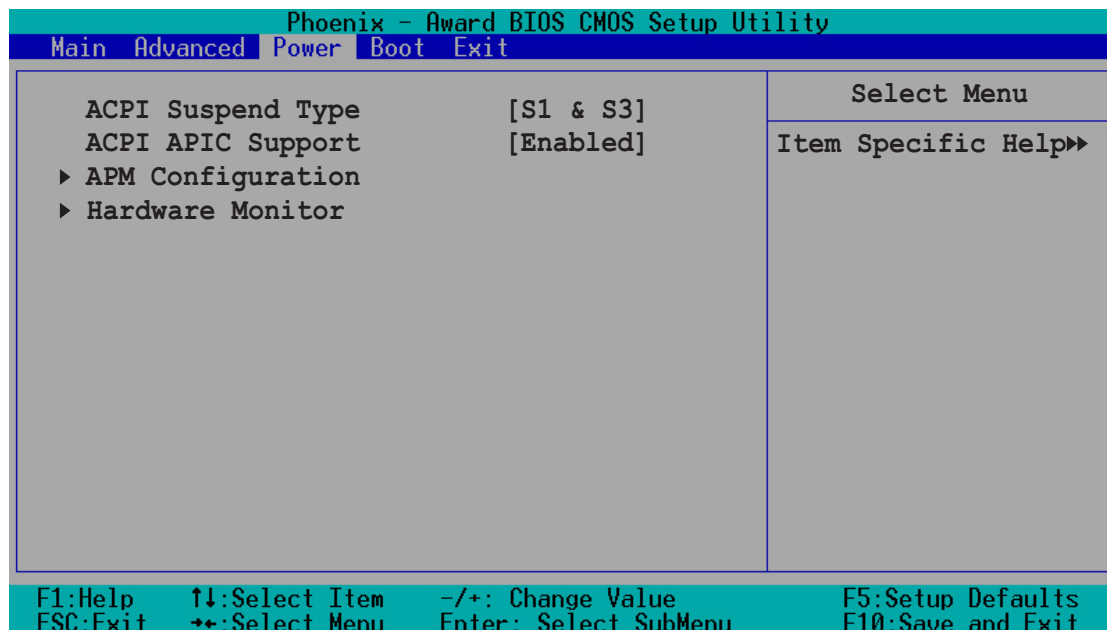 Phoenix - Award BIOS CMOS Setup Utility
Main Advanced Power Boot Exit
ACPI Suspend Type [S1 & S3]
ACPI APIC Support [Enabled]
▶ APM Configuration
▶ Hardware Monitor
Select Menu
Item Specific Help▶▶
F1:Help ↑↓:Select Item -/+: Change Value F5:Setup Defaults
ESC:Exit →←:Select Menu Enter: Select SubMenu F10:Save and Exit